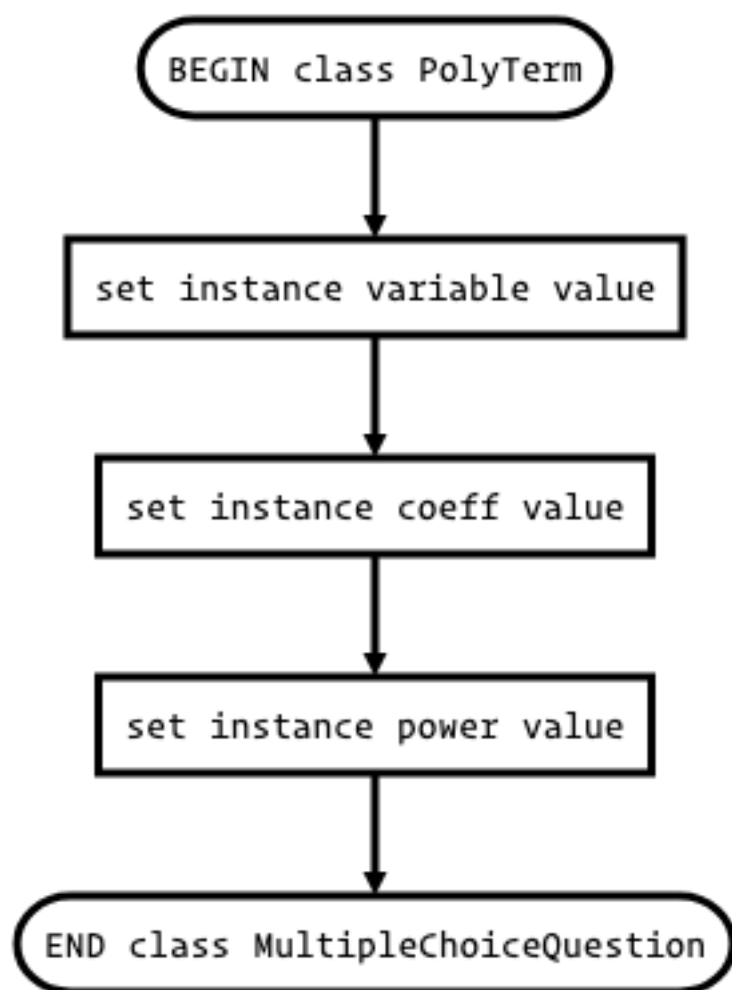 BEGIN class PolyTerm
set instance variable value
set instance coeff value
set instance power value
END class MultipleChoiceQuestion